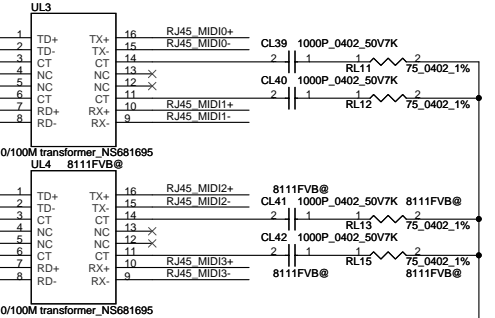 UL3
1 TD+ TX+ 16 RJ45_MIDI0+
2 TD- TX- 15 RJ45_MIDI0-
3 CT CT 14
4 NC NC 13
5 NC NC 12
6 CT CT 11
7 RD+ RX+ 10 RJ45_MIDI1+
8 RD- RX- 9 RJ45_MIDI1-
CL39 1000P_0402_50V7K
2 1 1 2
RL11 75_0402_1%
CL40 1000P_0402_50V7K
2 1 1 2
RL12 75_0402_1%
0/100M transformer_NS681695
UL4 8111FVB@
1 TD+ TX+ 16 RJ45_MIDI2+
2 TD- TX- 15 RJ45_MIDI2-
3 CT CT 14
4 NC NC 13
5 NC NC 12
6 CT CT 11
7 RD+ RX+ 10 RJ45_MIDI3+
8 RD- RX- 9 RJ45_MIDI3-
8111FVB@
CL41 1000P_0402_50V7K 8111FVB@
2 1 1 2
RL13 75_0402_1%
CL42 1000P_0402_50V7K 8111FVB@
2 1 1 2
RL15 75_0402_1%
8111FVB@ 8111FVB@
0/100M transformer_NS681695